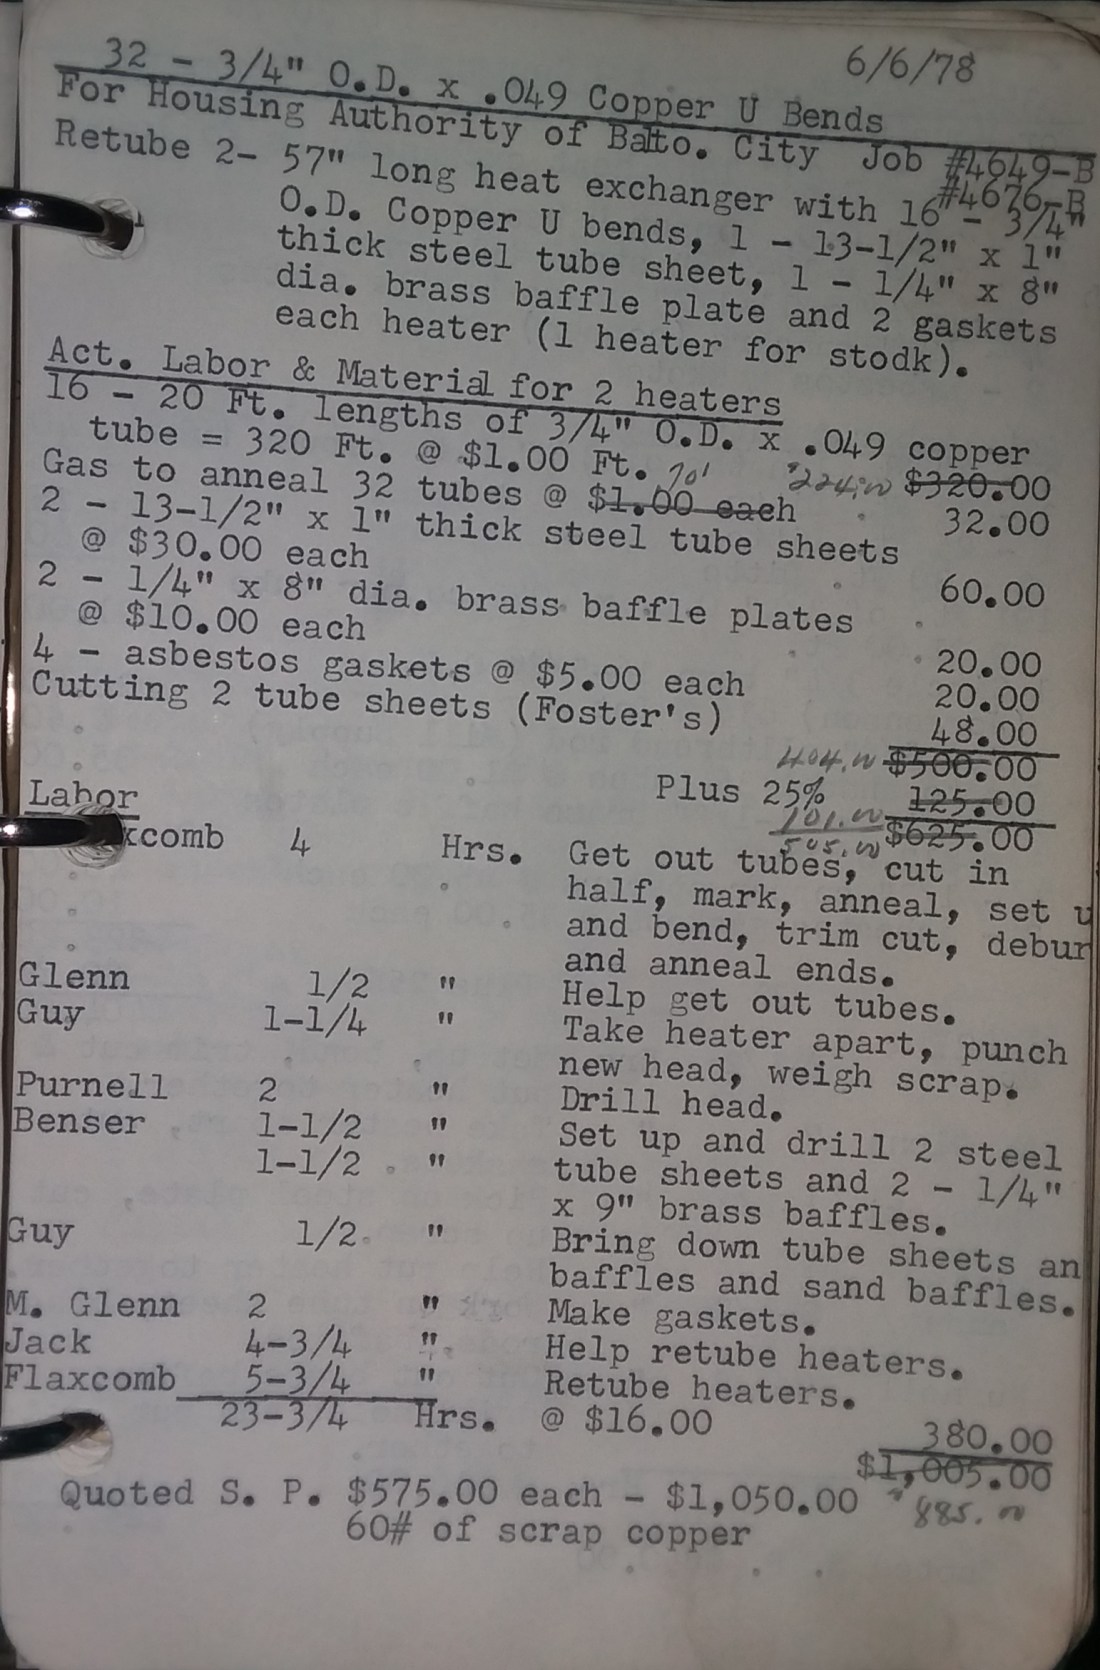 6/6/78
32 - 3/4" O.D. x .049 Copper U Bends
For Housing Authority of Balto. City Job #4649-B
#4676-B
Retube 2- 57" long heat exchanger with 16 - 3/4"
O.D. Copper U bends, 1 - 13-1/2" x 1"
thick steel tube sheet, 1 - 1/4" x 8"
dia. brass baffle plate and 2 gaskets
each heater (1 heater for stodk).
Act. Labor & Material for 2 heaters
16 - 20 Ft. lengths of 3/4" O.D. x .049 copper
tube = 320 Ft. @ $1.00 Ft. 70' $224.00 $320.00
Gas to anneal 32 tubes @ $1.00 each 32.00
2 - 13-1/2" x 1" thick steel tube sheets
@ $30.00 each 60.00
2 - 1/4" x 8" dia. brass baffle plates
@ $10.00 each 20.00
4 - asbestos gaskets @ $5.00 each 20.00
Cutting 2 tube sheets (Foster's) 48.00
404.00 $500.00
Plus 25% 125.00
101.00
505.00 $625.00
Labor
xcomb 4 Hrs. Get out tubes, cut in
half, mark, anneal, set u
and bend, trim cut, debur
and anneal ends.
Glenn 1/2 " Help get out tubes.
Guy 1-1/4 " Take heater apart, punch
new head, weigh scrap.
Purnell 2 " Drill head.
Benser 1-1/2 " Set up and drill 2 steel
1-1/2 " tube sheets and 2 - 1/4"
x 9" brass baffles.
Guy 1/2 " Bring down tube sheets an
baffles and sand baffles.
M. Glenn 2 " Make gaskets.
Jack 4-3/4 " Help retube heaters.
Flaxcomb 5-3/4 " Retube heaters.
23-3/4 Hrs. @ $16.00 380.00
$1,005.00
Quoted S. P. $575.00 each - $1,050.00 $885.00
60# of scrap copper